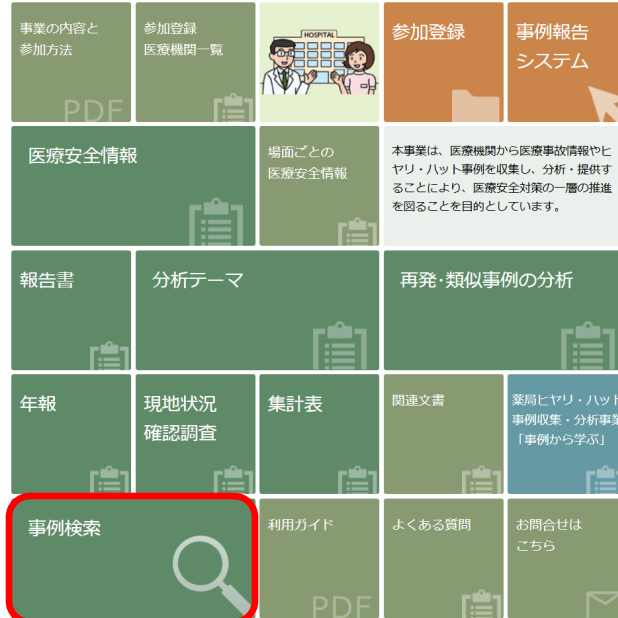 事業の内容と
参加方法
PDF
参加登録
医療機関一覧
HOSPITAL
参加登録
事例報告
システム
医療安全情報
場面ごとの
医療安全情報
本事業は、医療機関から医療事故情報やヒ
ヤリ・ハット事例を収集し、分析・提供す
ることにより、医療安全対策の一層の推進
を図ることを目的としています。
報告書
分析テーマ
再発・類似事例の分析
年報
現地状況
確認調査
集計表
関連文書
薬局ヒヤリ・ハット
事例収集・分析事業
「事例から学ぶ」
事例検索
利用ガイド
PDF
よくある質問
お問合せは
こちら